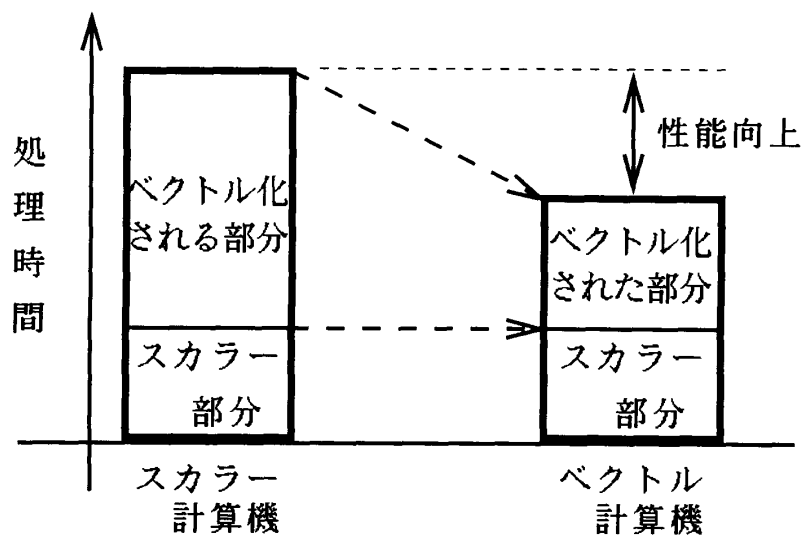 処理時間
ベクトル化
される部分
スカラー
部分
スカラー
計算機
性能向上
ベクトル化
された部分
スカラー
部分
ベクトル
計算機